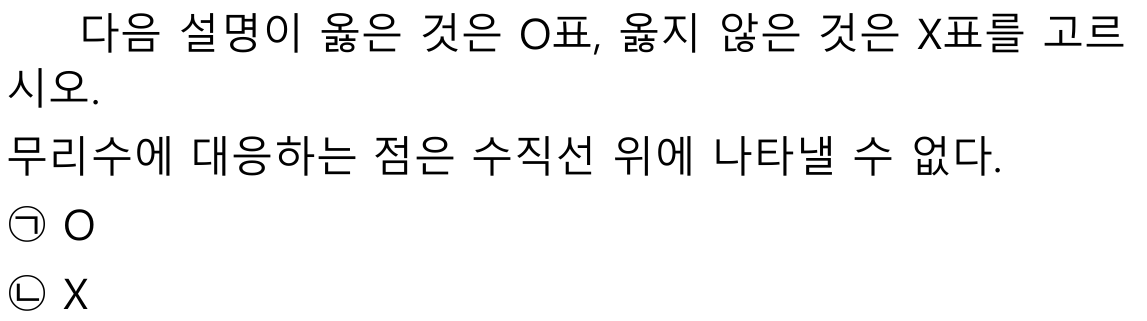 다음 설명이 옳은 것은 O표, 옳지 않은 것은 X표를 고르
시오.
무리수에 대응하는 점은 수직선 위에 나타낼 수 없다.
㉠ O
㉡ X